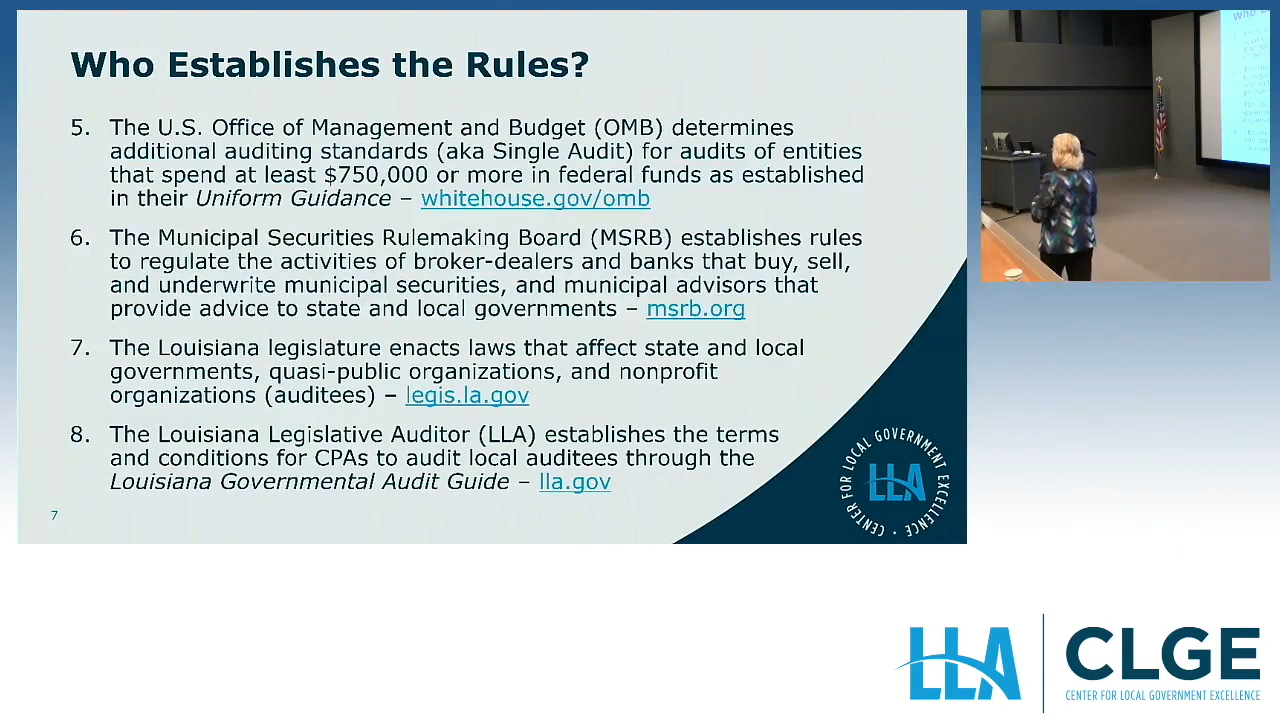 Who Establishes the Rules?
5. The U.S. Office of Management and Budget (OMB) determines
additional auditing standards (aka Single Audit) for audits of entities
that spend at least $750,000 or more in federal funds as established
in their Uniform Guidance – whitehouse.gov/omb
6. The Municipal Securities Rulemaking Board (MSRB) establishes rules
to regulate the activities of broker-dealers and banks that buy, sell,
and underwrite municipal securities, and municipal advisors that
provide advice to state and local governments – msrb.org
7. The Louisiana legislature enacts laws that affect state and local
governments, quasi-public organizations, and nonprofit
organizations (auditees) – legis.la.gov
8. The Louisiana Legislative Auditor (LLA) establishes the terms
and conditions for CPAs to audit local auditees through the
Louisiana Governmental Audit Guide – lla.gov
7
CENTER FOR LOCAL GOVERNMENT EXCELLENCE
LLA
LLA
CLGE
CENTER FOR LOCAL GOVERNMENT EXCELLENCE